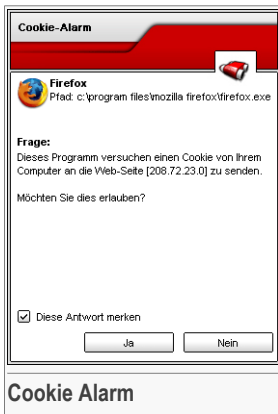 Cookie-Alarm
Firefox
Pfad: c:\program files\mozilla firefox\firefox.exe
Frage:
Dieses Programm versuchen einen Cookie von Ihrem
Computer an die Web-Seite [208.72.23.0] zu senden.
Möchten Sie dies erlauben?
Diese Antwort merken
Ja
Nein
Cookie Alarm